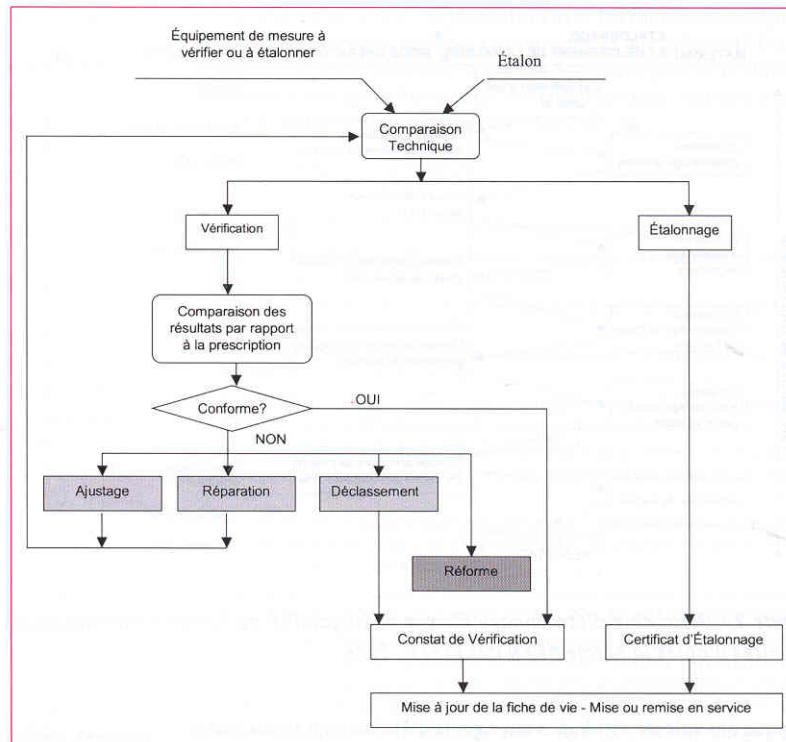 Équipement de mesure à
vérifier ou à étalonner
Étalon
Comparaison
Technique
Vérification
Étalonnage
Comparaison des
résultats par rapport
à la prescription
Conforme?
OUI
NON
Ajustage
Réparation
Déclassement
Réforme
Constat de Vérification
Certificat d'Étalonnage
Mise à jour de la fiche de vie - Mise ou remise en service